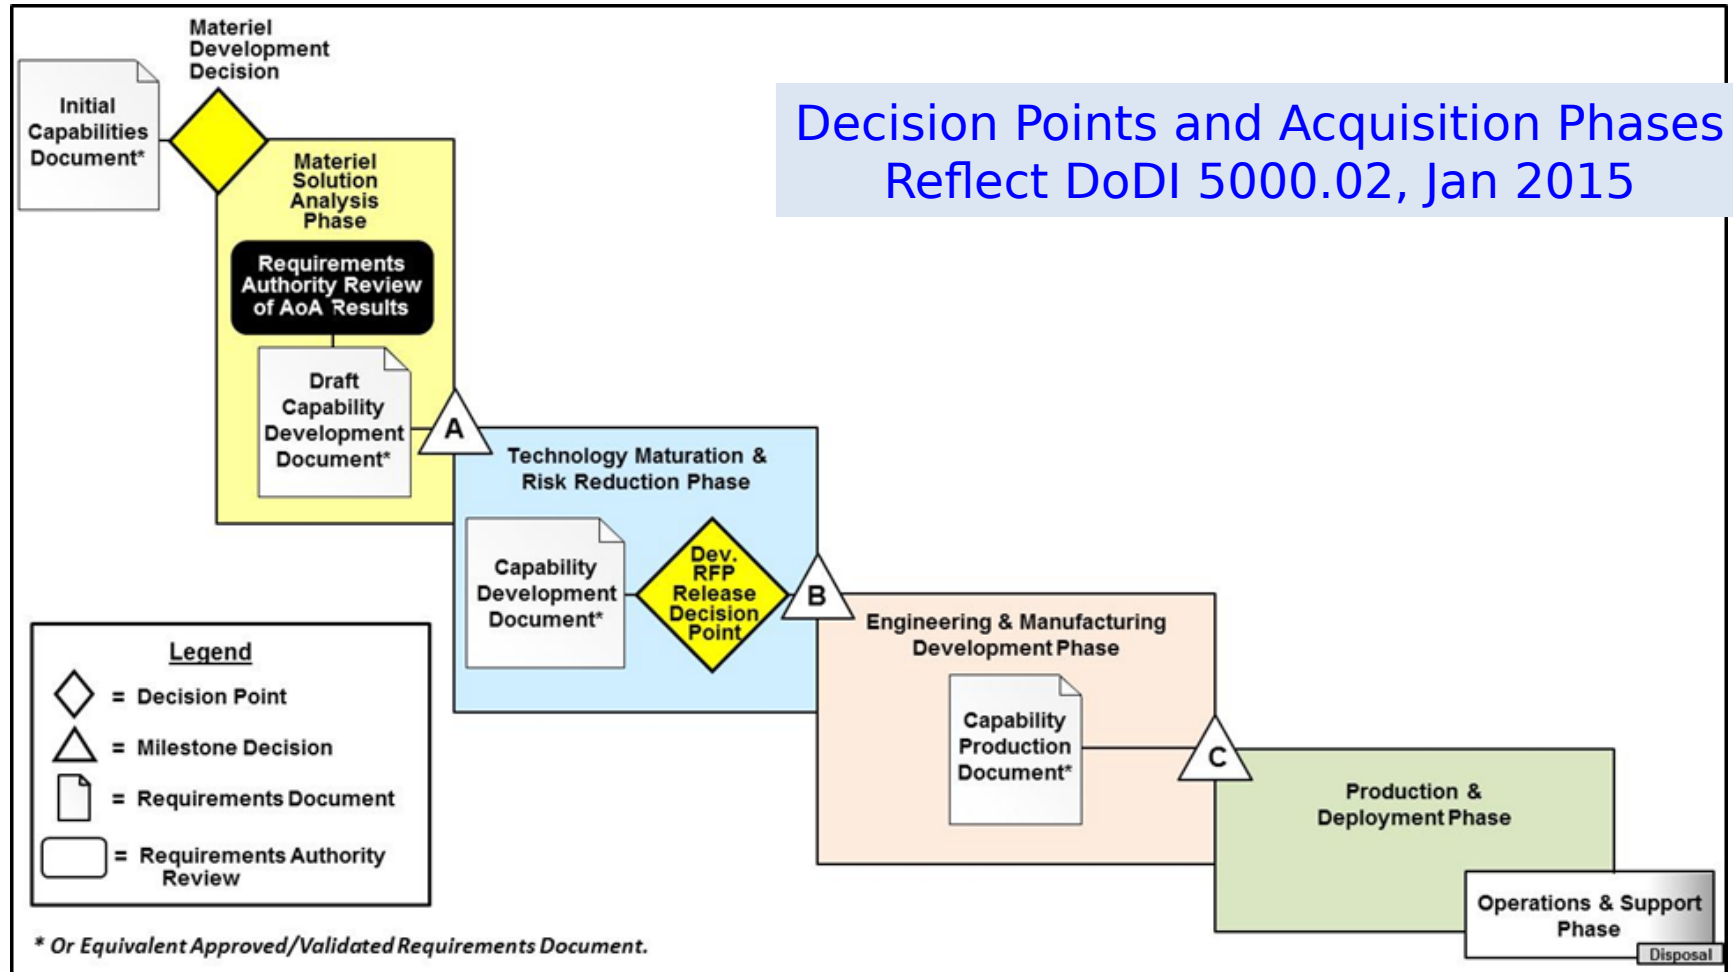 Materiel
Development
Decision
Initial
Capabilities
Document*
Decision Points and Acquisition Phases
Reflect DoDI 5000.02, Jan 2015
Materiel
Solution
Analysis
Phase
Requirements
Authority Review
of AoA Results
Draft
Capability
Development
Document*
A
Technology Maturation &
Risk Reduction Phase
Capability
Development
Document*
Dev.
RFP
Release
Decision
Point
B
Engineering & Manufacturing
Development Phase
Capability
Production
Document*
C
Production &
Deployment Phase
Operations & Support
Phase
Disposal
Legend
= Decision Point
= Milestone Decision
= Requirements Document
= Requirements Authority
Review
* Or Equivalent Approved/Validated Requirements Document.